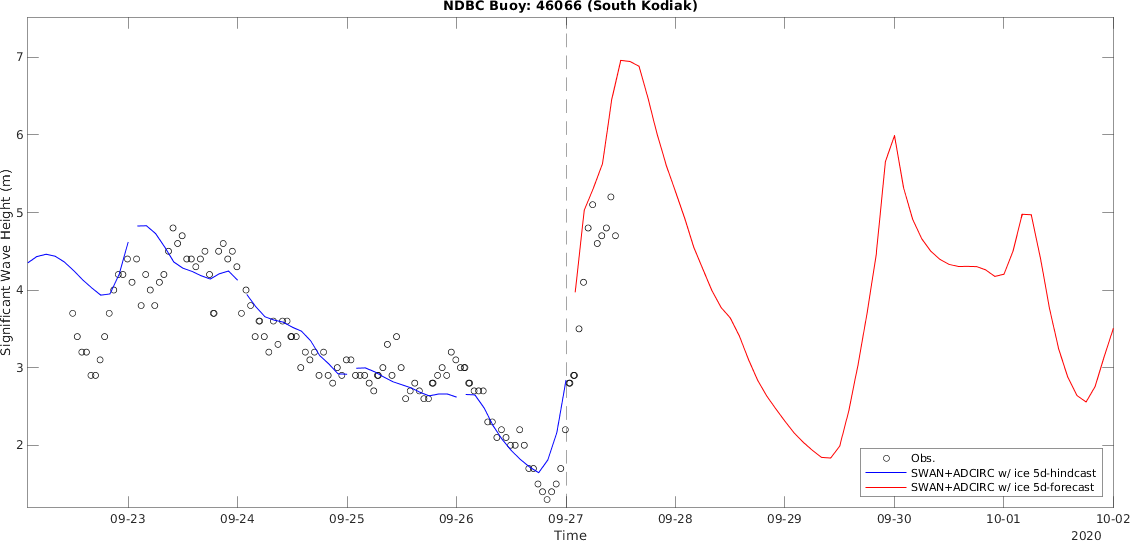 NDBC Buoy: 46066 (South Kodiak)
Significant Wave Height (m)
7
6
5
4
3
2
Obs.
SWAN+ADCIRC w/ ice 5d-hindcast
SWAN+ADCIRC w/ ice 5d-forecast
09-23 09-24 09-25 09-26 09-27 09-28 09-29 09-30 10-01 10-02
Time
2020